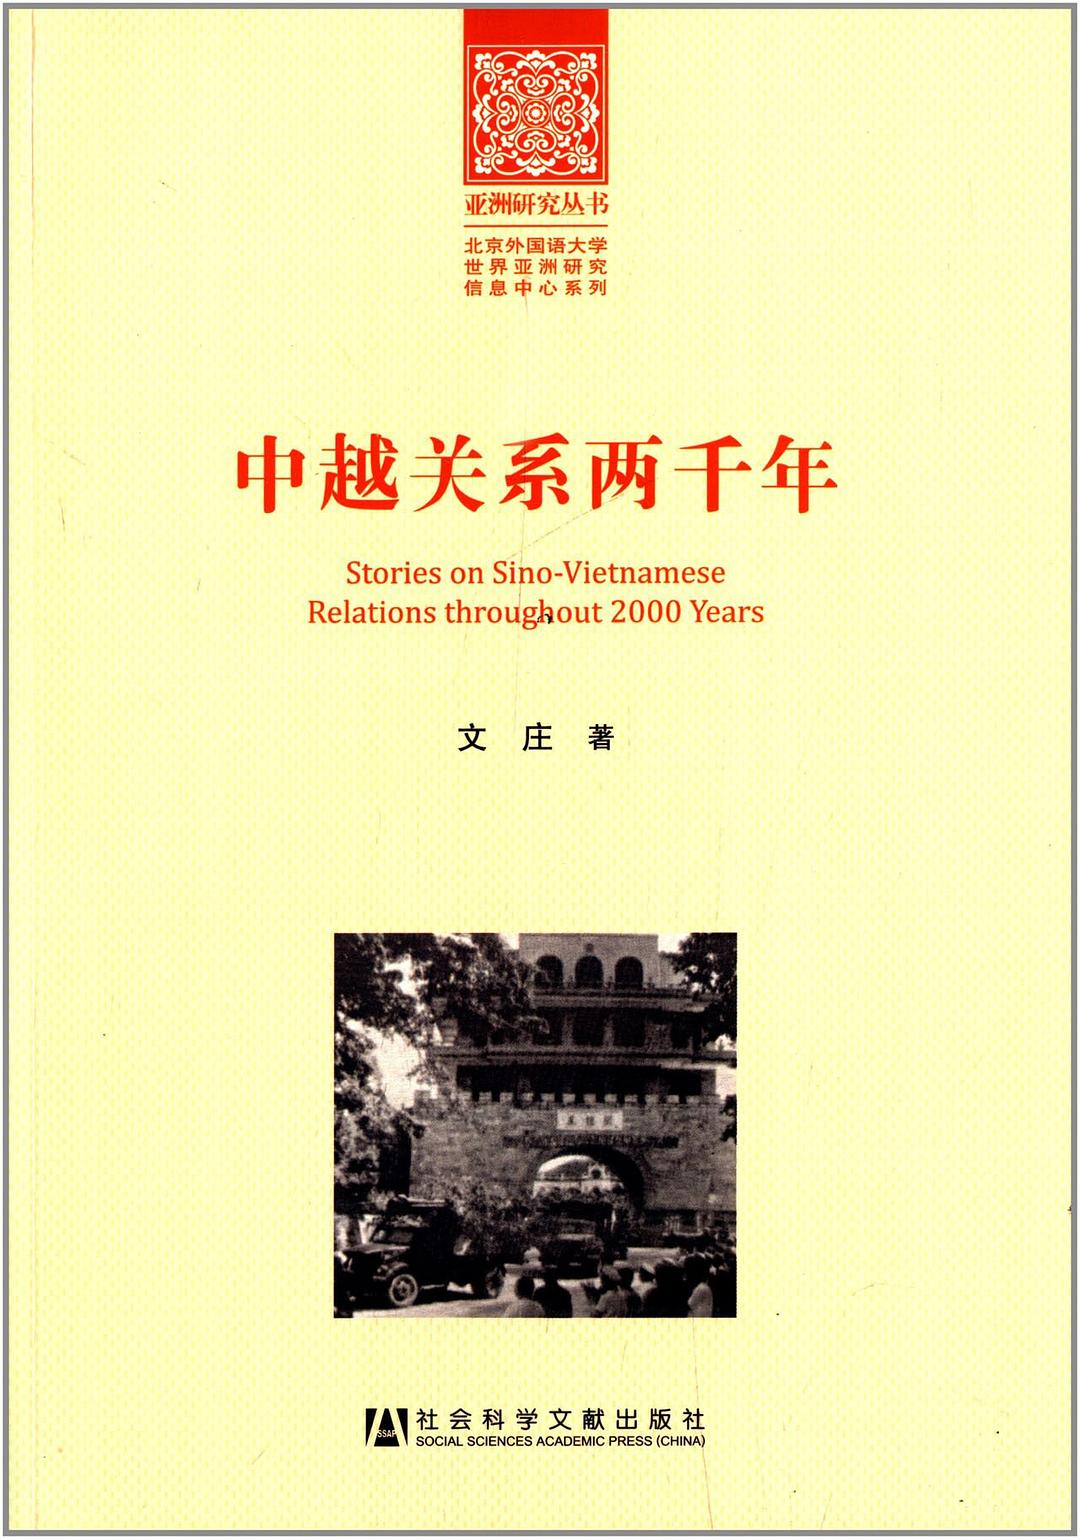 亚洲研究丛书
北京外国语大学
世界亚洲研究
信息中心系列
中越关系两千年
Stories on Sino-Vietnamese
Relations throughout 2000 Years
文 庄 著
SSAP
社会科学文献出版社
SOCIAL SCIENCES ACADEMIC PRESS (CHINA)